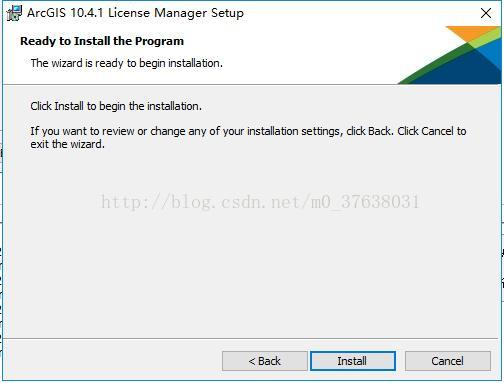 ArcGIS 10.4.1 License Manager Setup
Ready to Install the Program
The wizard is ready to begin installation.
Click Install to begin the installation.
If you want to review or change any of your installation settings, click Back. Click Cancel to
exit the wizard.
http://blog.csdn.net/m0_37638031
< Back
Install
Cancel